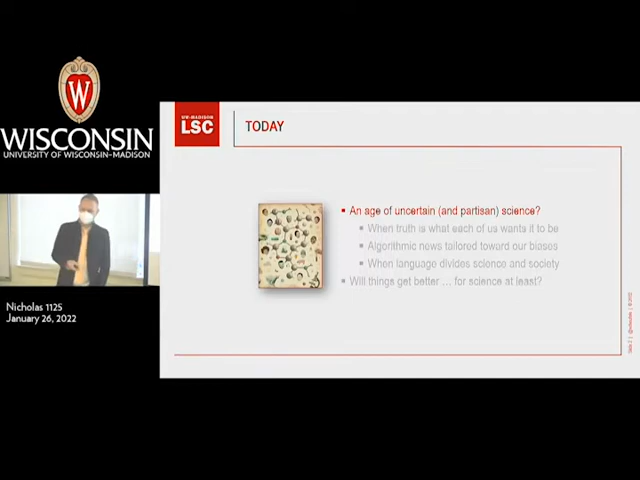 W
WISCONSIN
UNIVERSITY OF WISCONSIN–MADISON
Nicholas 1125
January 26, 2022
UW-MADISON
LSC
TODAY
An age of uncertain (and partisan) science?
When truth is what each of us wants it to be
Algorithmic news tailored toward our biases
When language divides science and society
Will things get better ... for science at least?